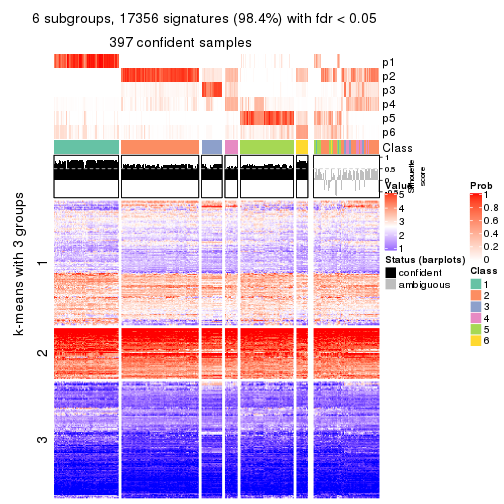 6 subgroups, 17356 signatures (98.4%) with fdr < 0.05
397 confident samples
p1
p2
p3
p4
p5
p6
Class
1
0.5
0
Silhouette
score
k-means with 3 groups
1
2
3
Value
5
4
3
2
1
Status (barplots)
confident
ambiguous
Prob
1
0.8
0.6
0.4
0.2
0
Class
1
2
3
4
5
6